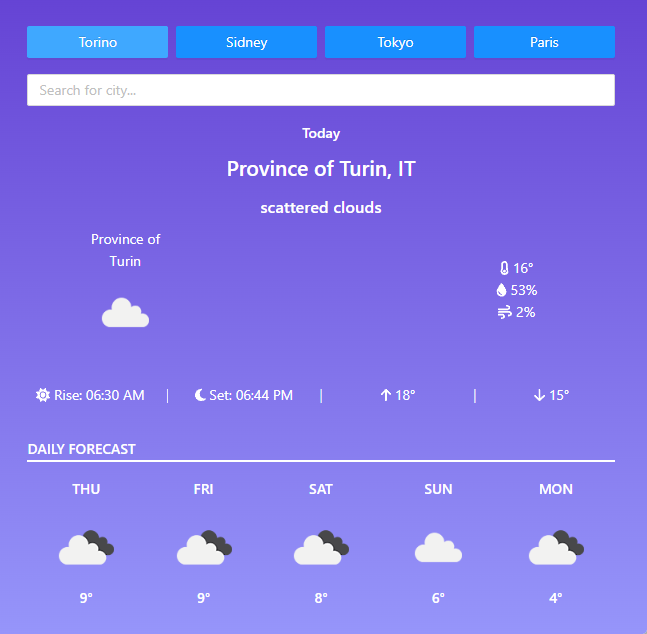 Torino Sidney Tokyo Paris
Search for city...
Today
Province of Turin, IT
scattered clouds
Province of
Turin
16°
53%
2%
Rise: 06:30 AM | Set: 06:44 PM | 18° | 15°
DAILY FORECAST
THU FRI SAT SUN MON
9° 9° 8° 6° 4°